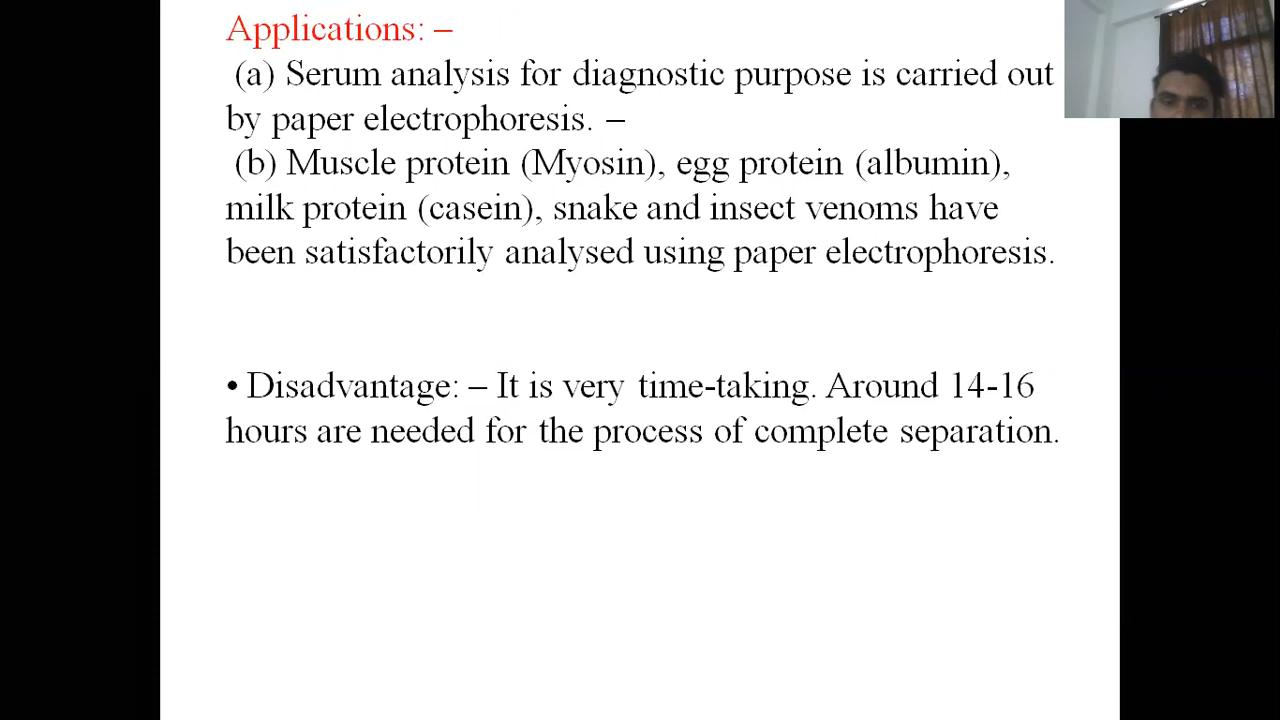 Applications: –
(a) Serum analysis for diagnostic purpose is carried out
by paper electrophoresis. –
(b) Muscle protein (Myosin), egg protein (albumin),
milk protein (casein), snake and insect venoms have
been satisfactorily analysed using paper electrophoresis.
• Disadvantage: – It is very time-taking. Around 14-16
hours are needed for the process of complete separation.